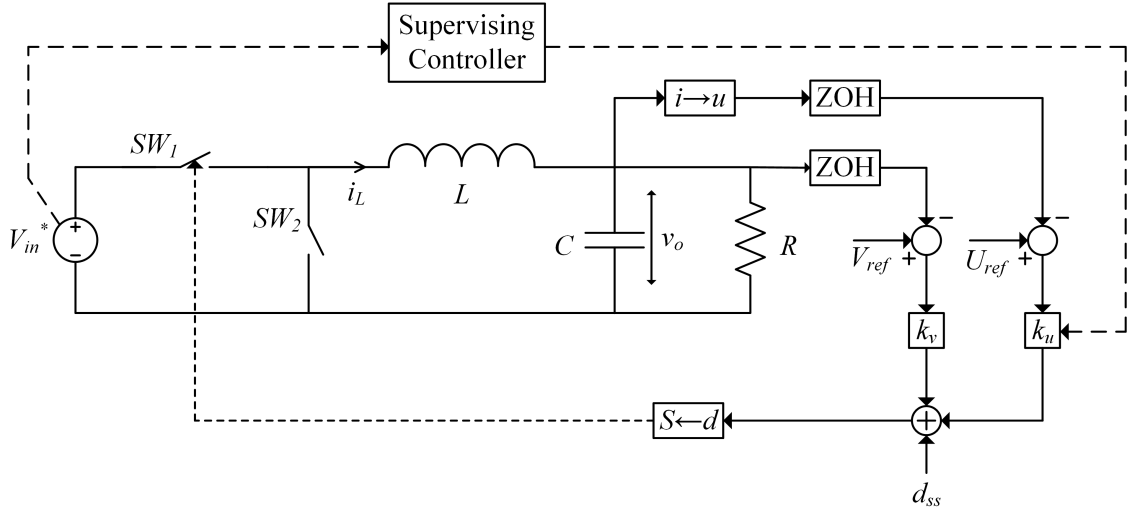 Supervising
Controller
i→u
ZOH
SW1
ZOH
iL
L
SW2
Vin*
+
−
C
vo
R
−
−
Vref
+
Uref
+
kv
ku
S←d
+
dss